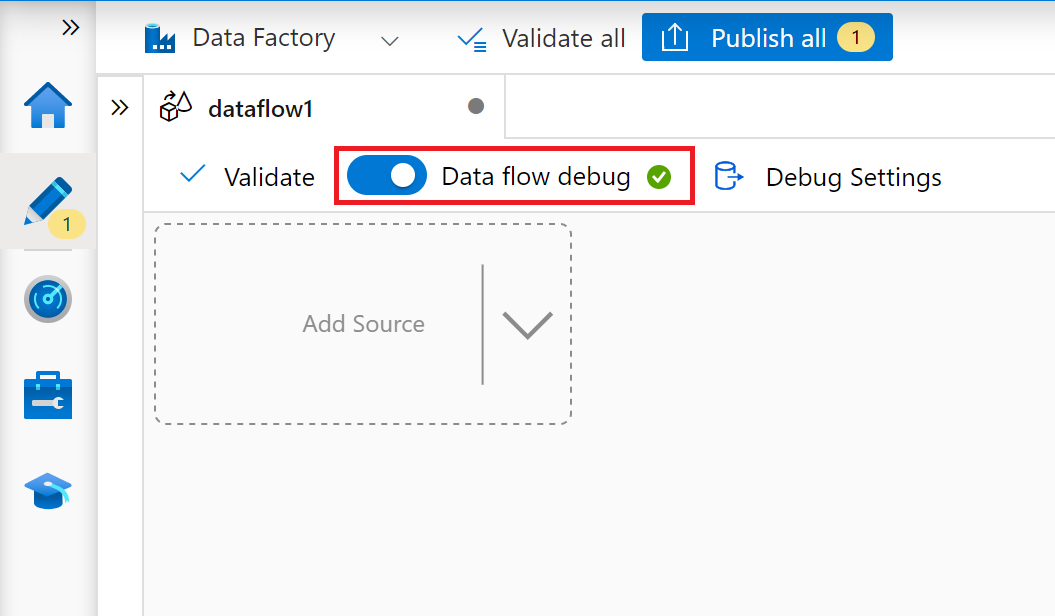 Data Factory
Validate all
Publish all 1
dataflow1
Validate
Data flow debug
Debug Settings
1
Add Source